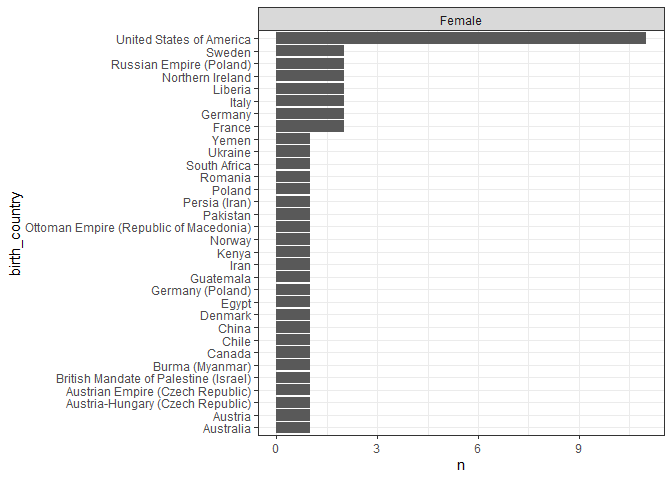 Female
United States of America
Sweden
Russian Empire (Poland)
Northern Ireland
Liberia
Italy
Germany
France
Yemen
Ukraine
South Africa
Romania
Poland
Persia (Iran)
Pakistan
Ottoman Empire (Republic of Macedonia)
Norway
Kenya
Iran
Guatemala
Germany (Poland)
Egypt
Denmark
China
Chile
Canada
Burma (Myanmar)
British Mandate of Palestine (Israel)
Austrian Empire (Czech Republic)
Austria-Hungary (Czech Republic)
Austria
Australia
birth_country
0 3 6 9
n